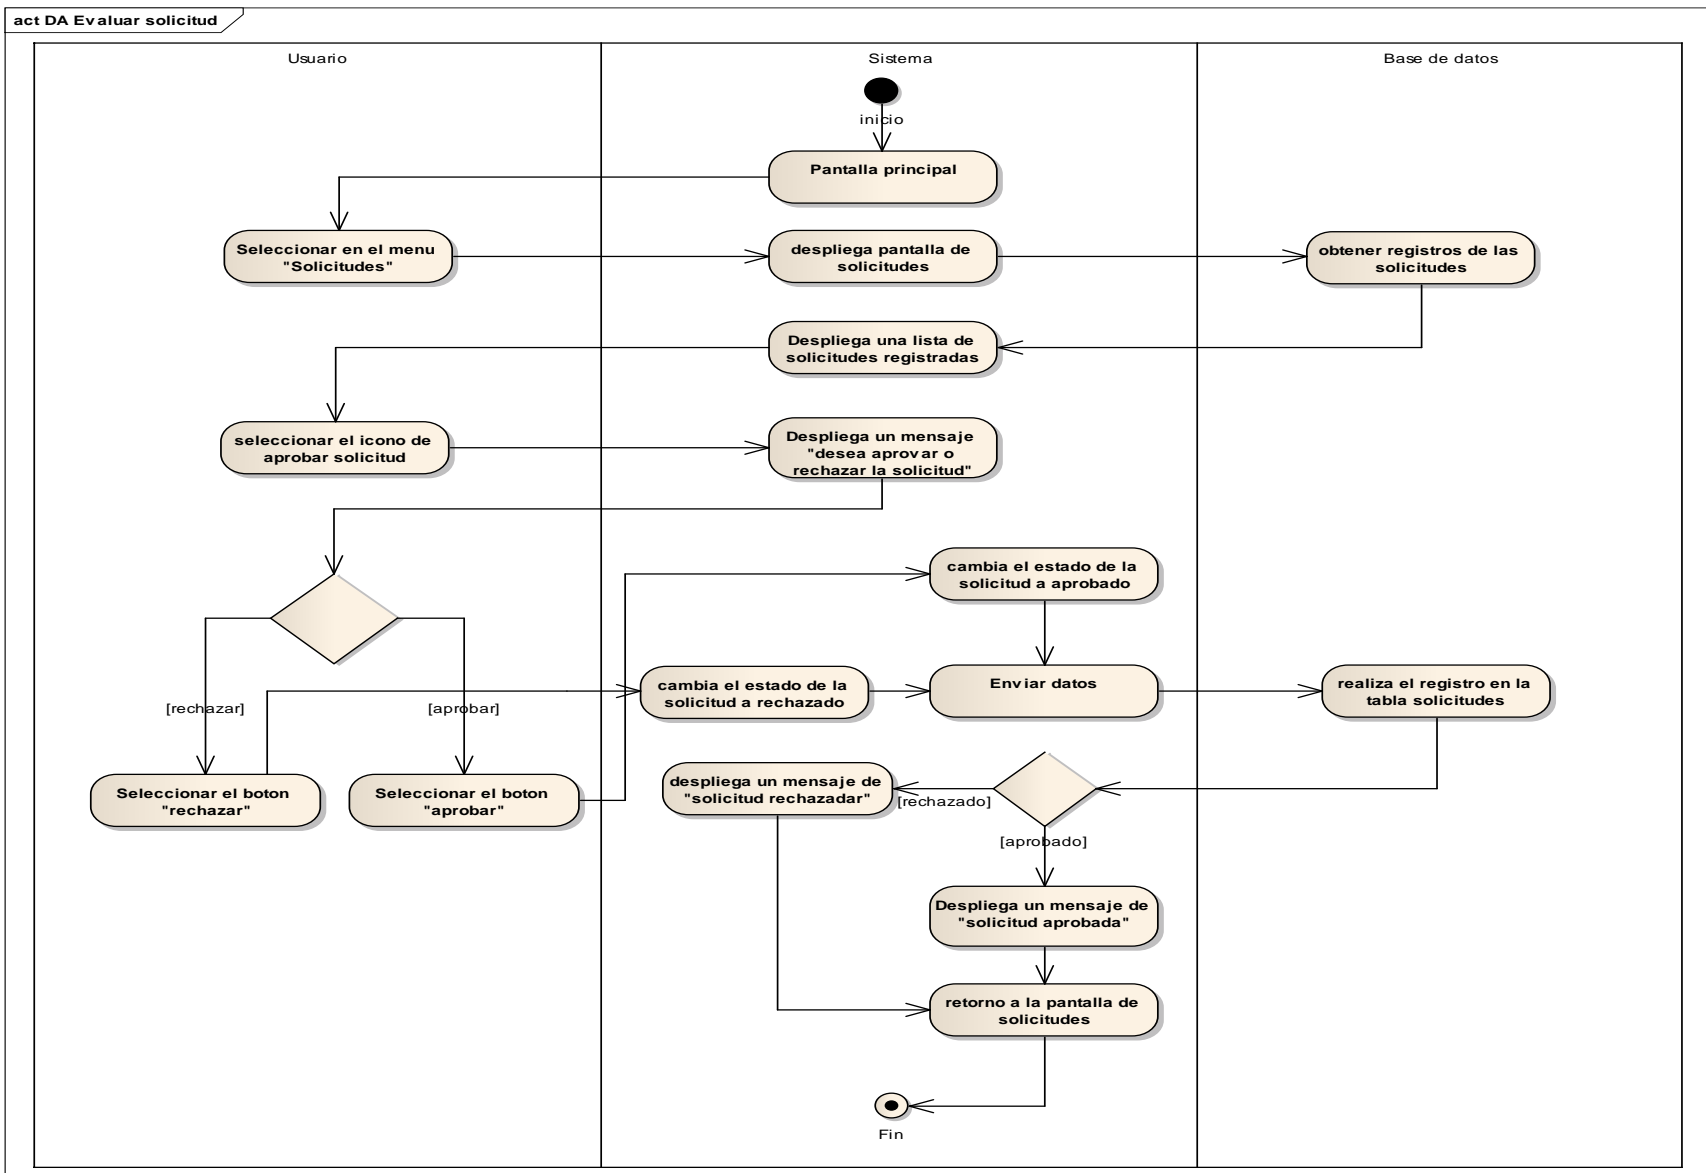 act DA Evaluar solicitud
Usuario
Sistema
Base de datos
inicio
Pantalla principal
Seleccionar en el menu
"Solicitudes"
despliega pantalla de
solicitudes
obtener registros de las
solicitudes
Despliega una lista de
solicitudes registradas
seleccionar el icono de
aprobar solicitud
Despliega un mensaje
"desea aprovar o
rechazar la solicitud"
cambia el estado de la
solicitud a aprobado
cambia el estado de la
solicitud a rechazado
Enviar datos
realiza el registro en la
tabla solicitudes
[rechazar]
[aprobar]
Seleccionar el boton
"rechazar"
Seleccionar el boton
"aprobar"
despliega un mensaje de
"solicitud rechazadar"
[rechazado]
[aprobado]
Despliega un mensaje de
"solicitud aprobada"
retorno a la pantalla de
solicitudes
Fin